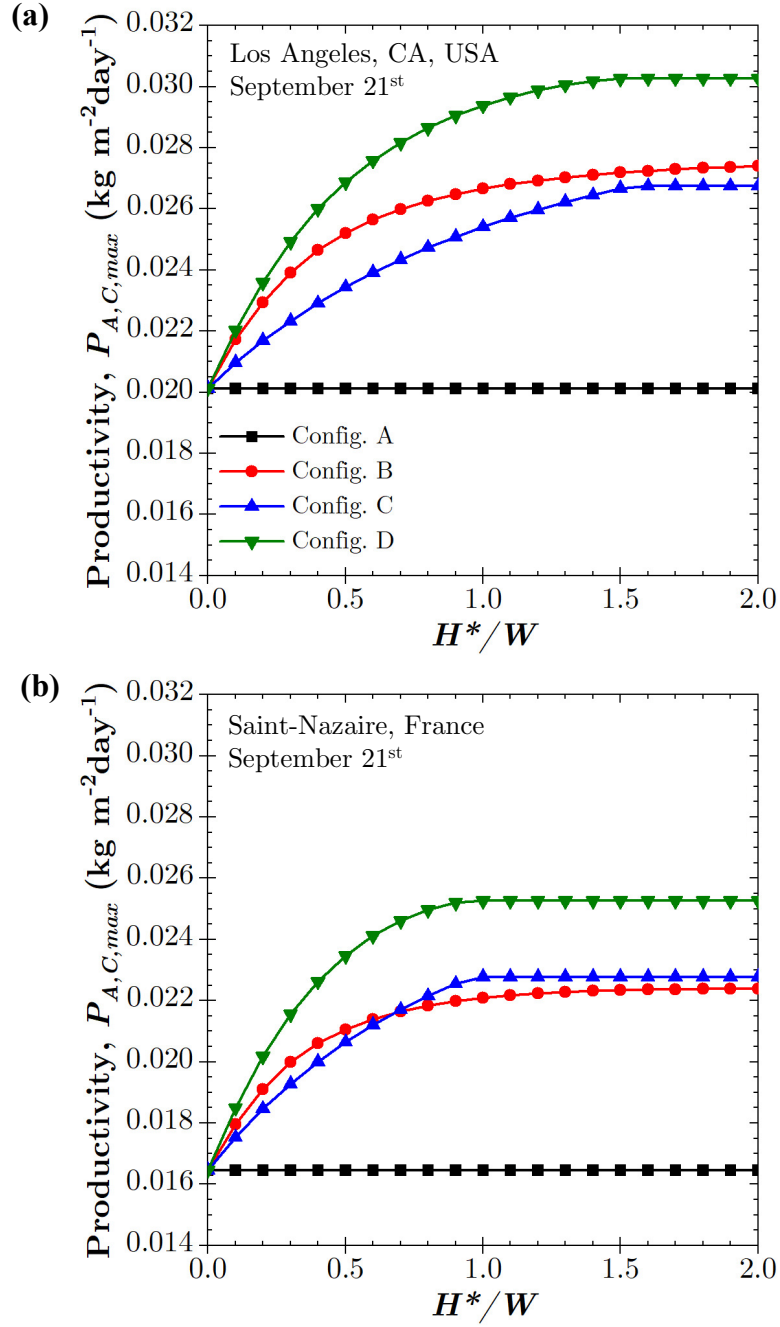 (a)
Los Angeles, CA, USA
September 21st
Productivity, P_A,C,max (kg m-2day-1)
0.032
0.030
0.028
0.026
0.024
0.022
0.020
0.018
0.016
0.014
Config. A
Config. B
Config. C
Config. D
0.0 0.5 1.0 1.5 2.0
H*/W
(b)
Saint-Nazaire, France
September 21st
Productivity, P_A,C,max (kg m-2day-1)
0.032
0.030
0.028
0.026
0.024
0.022
0.020
0.018
0.016
0.014
0.0 0.5 1.0 1.5 2.0
H*/W